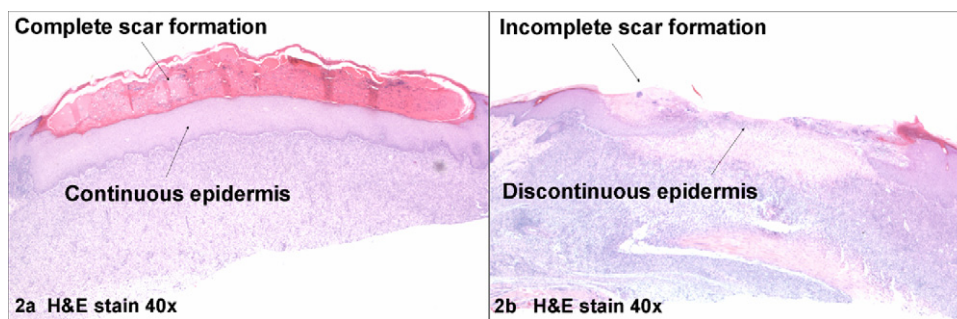 Complete scar formation
Continuous epidermis
2a H&E stain 40x
Incomplete scar formation
Discontinuous epidermis
2b H&E stain 40x